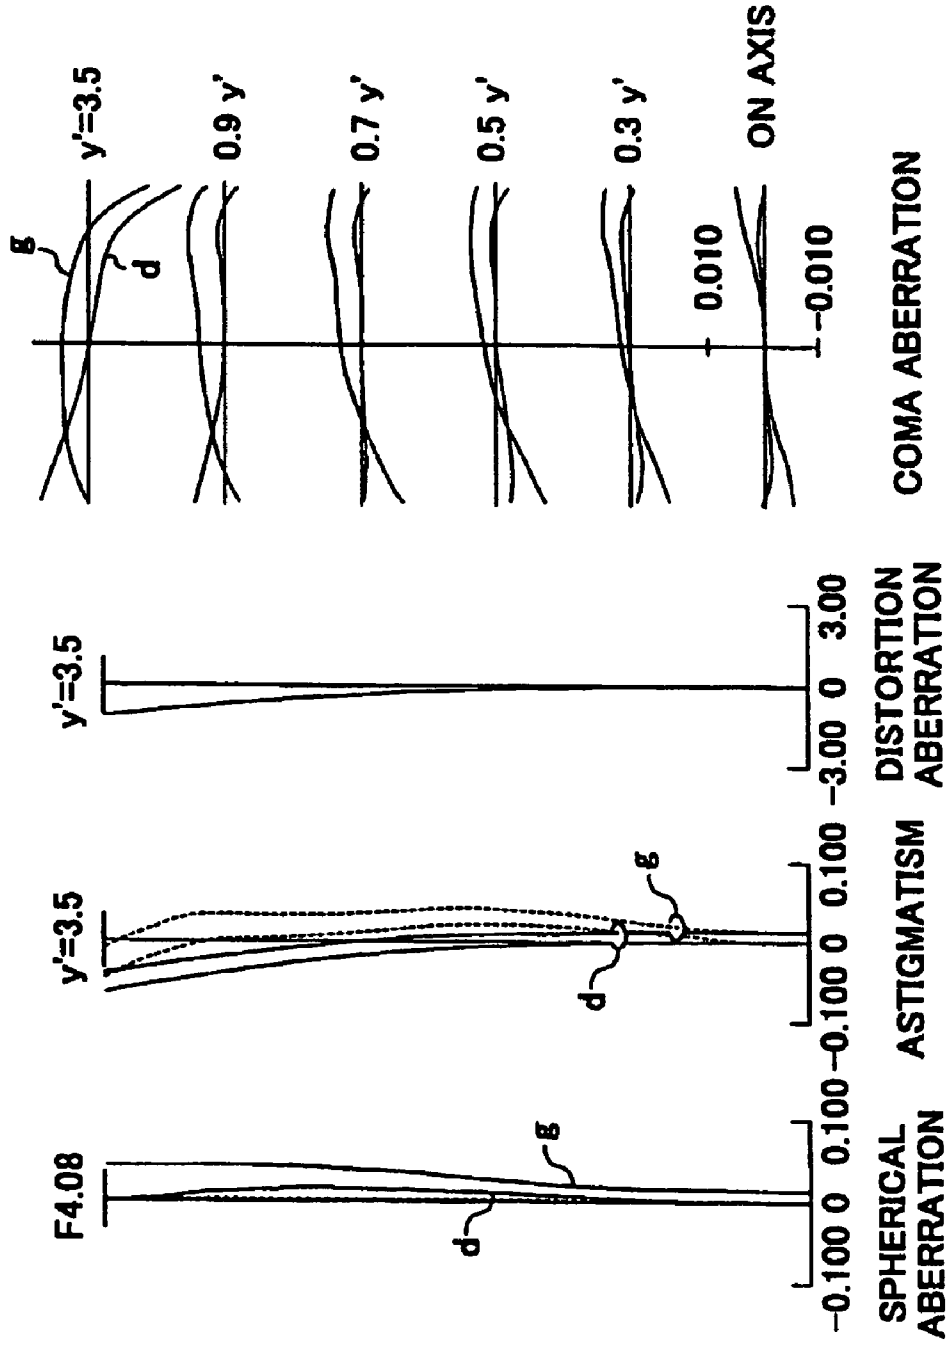 F4.08
d
g
-0.100 0 0.100
SPHERICAL
ABERRATION
y'=3.5
d
g
-0.100 0 0.100
ASTIGMATISM
y'=3.5
-3.00 0 3.00
DISTORTION
ABERRATION
g
d
y'=3.5
0.9 y'
0.7 y'
0.5 y'
0.3 y'
0.010
ON AXIS
-0.010
COMA ABERRATION